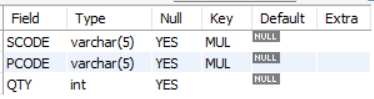 Field Type Null Key Default Extra
SCODE varchar(5) YES MUL NULL
PCODE varchar(5) YES MUL NULL
QTY int YES NULL